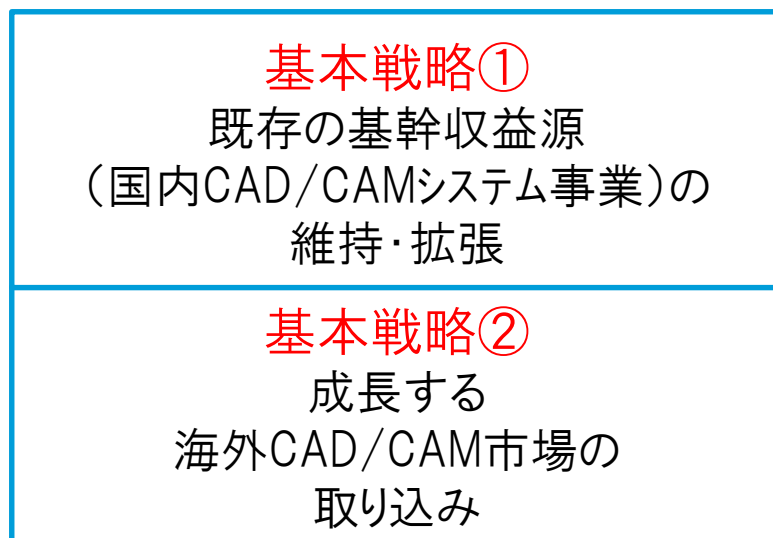 基本戦略①
既存の基幹収益源
(国内CAD/CAMシステム事業)の
維持・拡張
基本戦略②
成長する
海外CAD/CAM市場の
取り込み